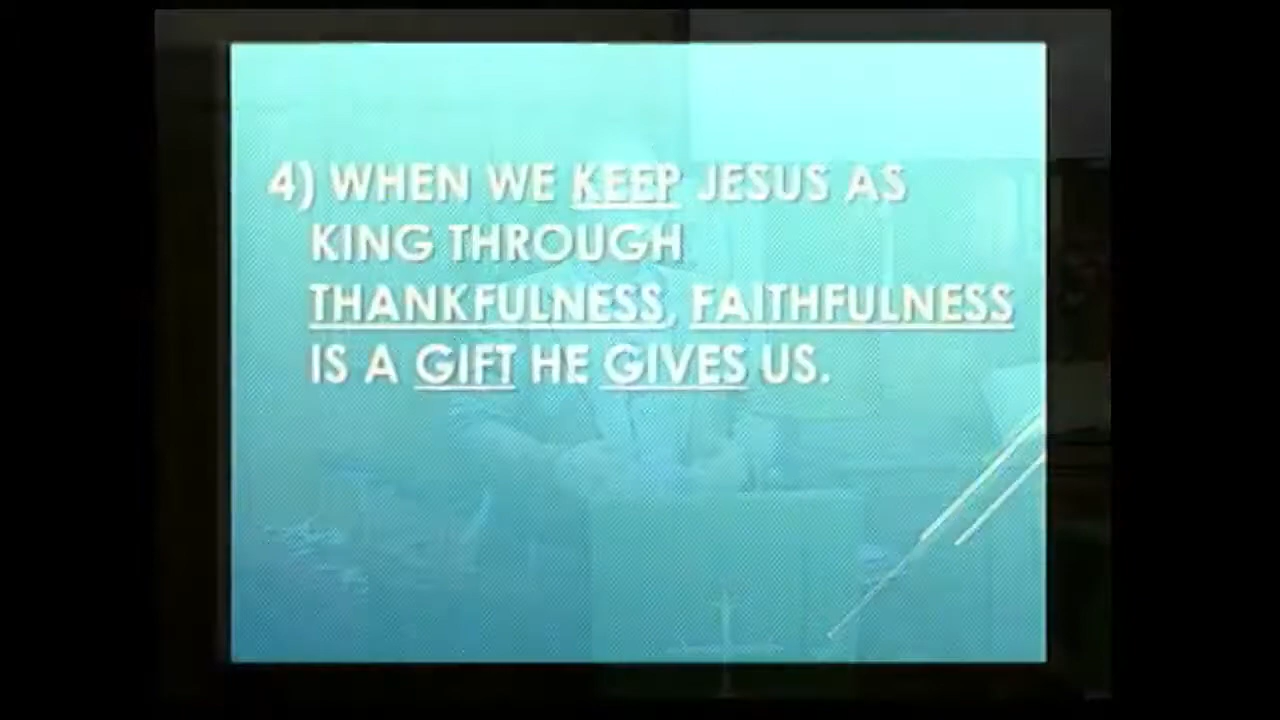 4) WHEN WE KEEP JESUS AS
KING THROUGH
THANKFULNESS, FAITHFULNESS
IS A GIFT HE GIVES US.